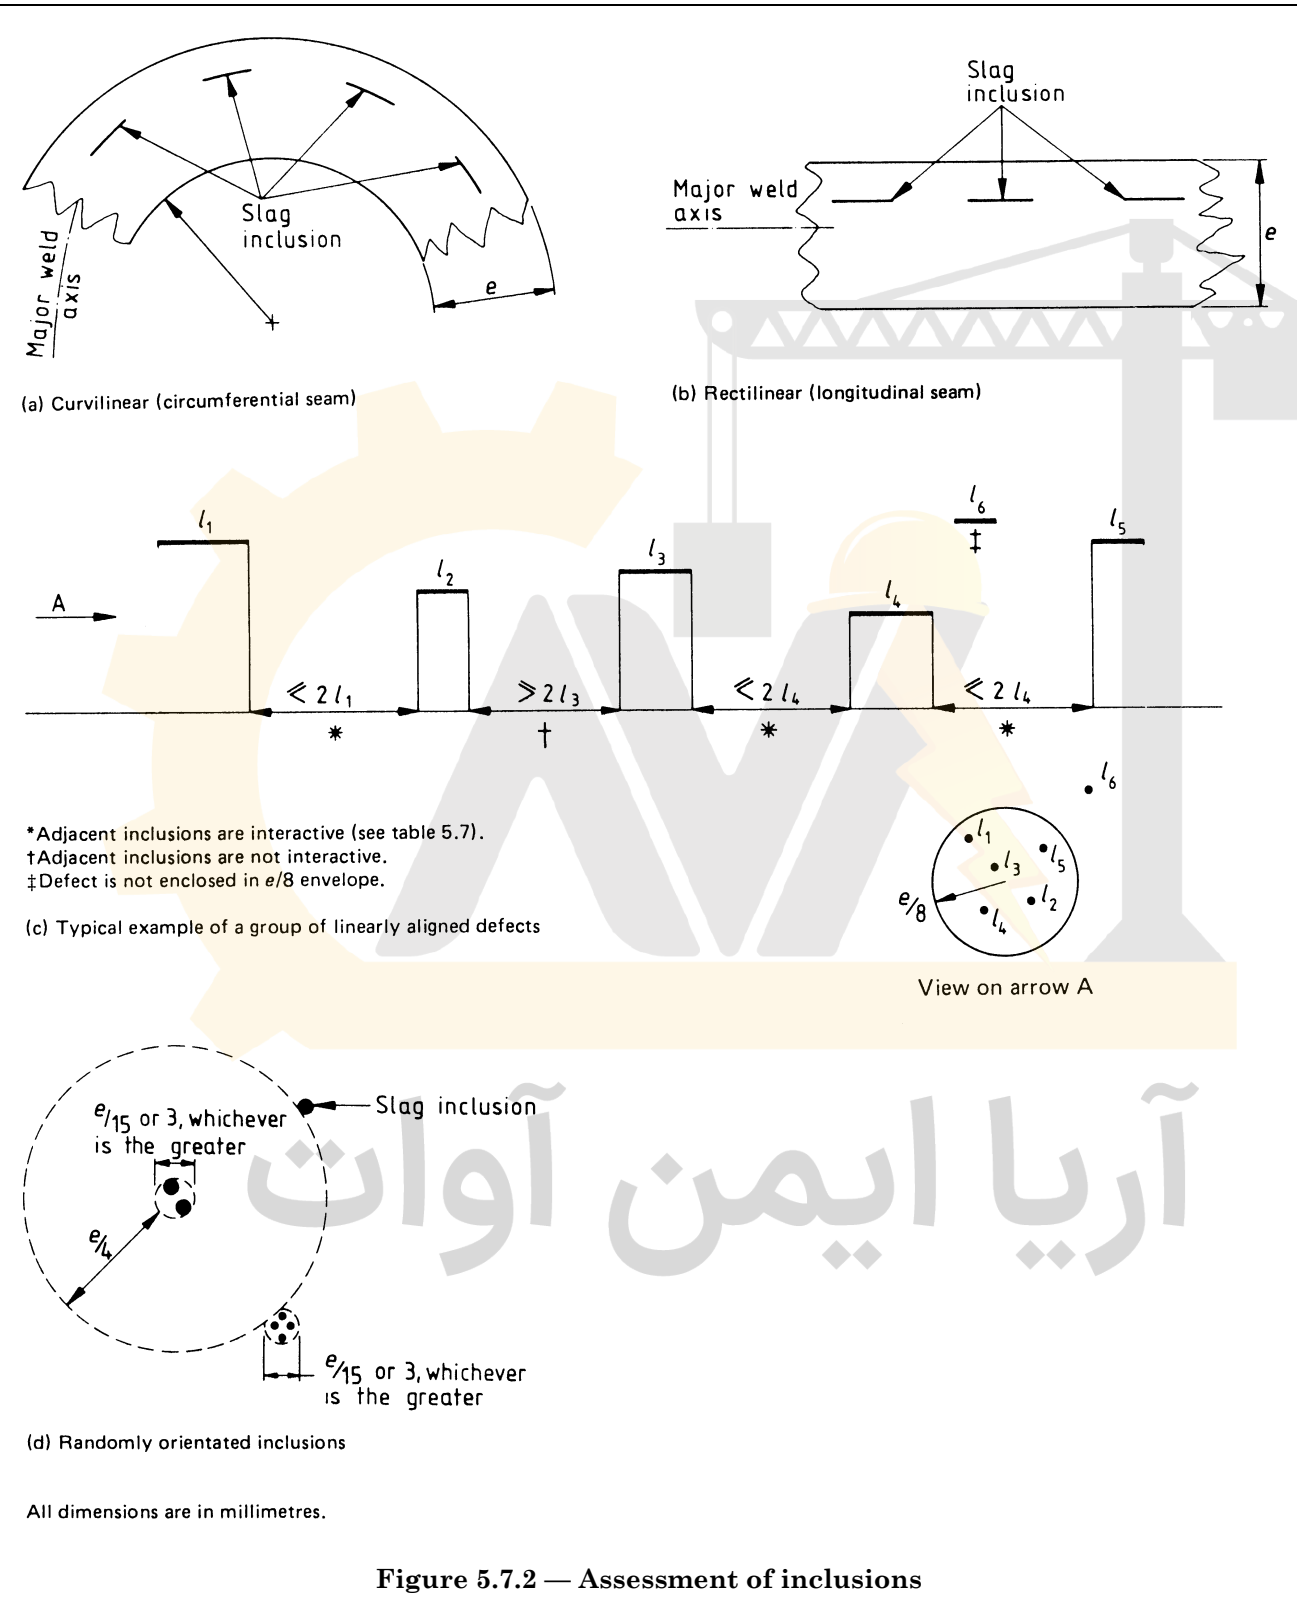 Slag
inclusion
Major weld
axis
e
(a) Curvilinear (circumferential seam)
Slag
inclusion
Major weld
axis
e
(b) Rectilinear (longitudinal seam)
l1
l2
l3
l4
l6
‡
l5
A
⩽ 2 l1
*
⩾ 2 l3
†
⩽ 2 l4
*
⩽ 2 l4
*
*Adjacent inclusions are interactive (see table 5.7).
†Adjacent inclusions are not interactive.
‡Defect is not enclosed in e/8 envelope.
(c) Typical example of a group of linearly aligned defects
l6
l1
l5
l3
l2
l4
e/8
View on arrow A
e/15 or 3, whichever
is the greater
Slag inclusion
e/4
e/15 or 3, whichever
is the greater
(d) Randomly orientated inclusions
آریا ایمن آوات
All dimensions are in millimetres.
Figure 5.7.2 — Assessment of inclusions